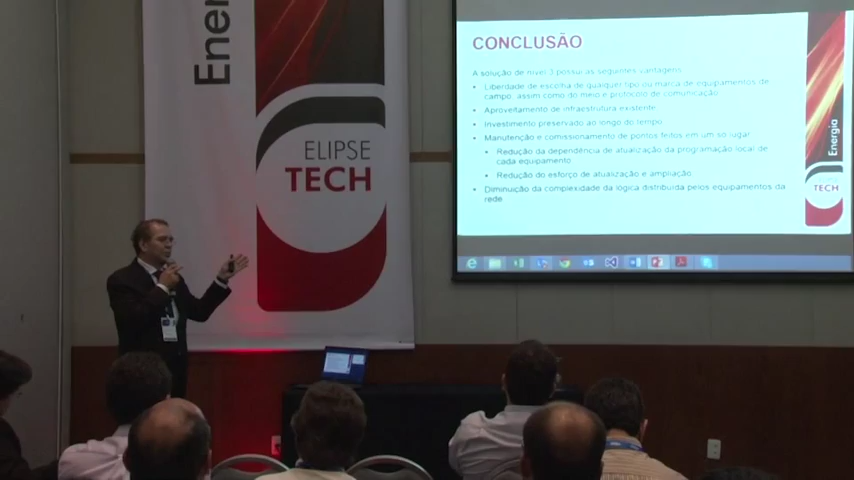 Ener
ELIPSE
TECH
CONCLUSÃO
A solução de nível 3 possui as seguintes vantagens:
Liberdade de escolha de qualquer tipo ou marca de equipamentos de
campo, assim como do meio e protocolo de comunicação;
Aproveitamento de infraestrutura existente
Investimento preservado ao longo do tempo
Manutenção e comissionamento de pontos feitos em um só lugar
Redução da dependência de atualização da programação local de
cada equipamento
Redução do esforço de atualização e ampliação
Diminuição da complexidade da lógica distribuída pelos equipamentos da
rede
Energia
ELIPSE
TECH